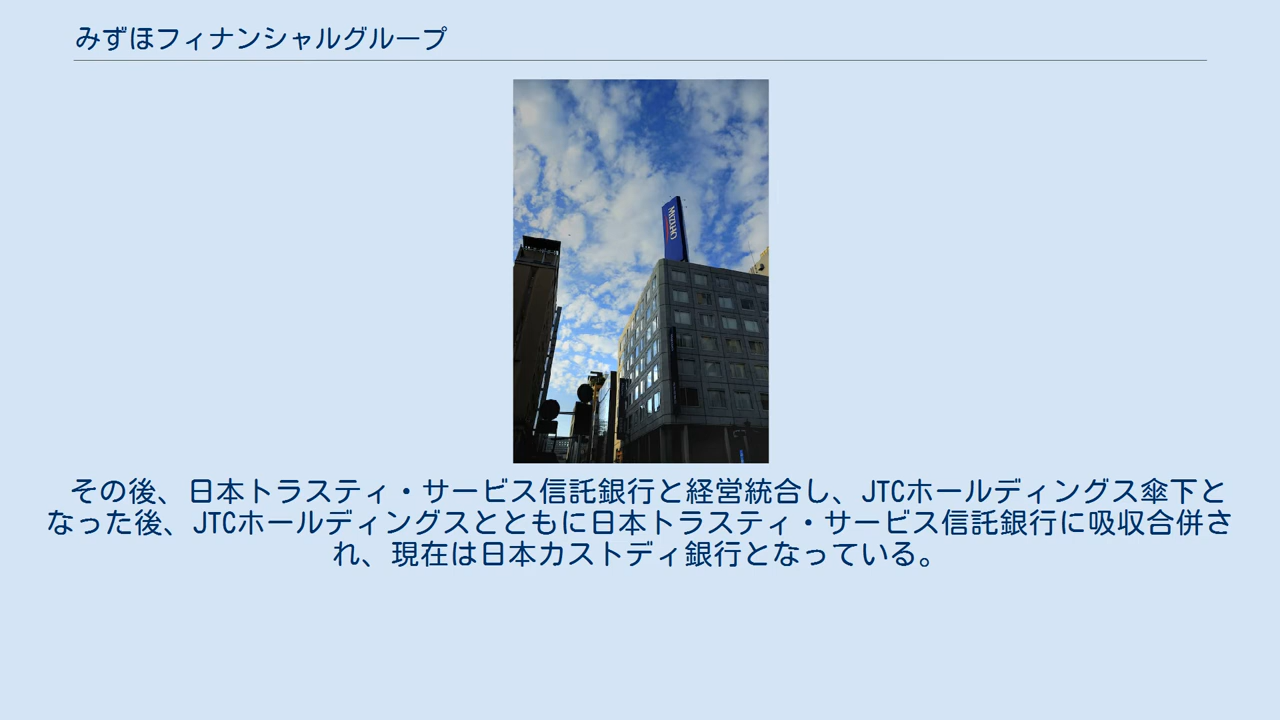 みずほフィナンシャルグループ
MIZUHO
その後、日本トラスティ・サービス信託銀行と経営統合し、JTCホールディングス傘下と
なった後、JTCホールディングスとともに日本トラスティ・サービス信託銀行に吸収合併さ
れ、現在は日本カストディ銀行となっている。